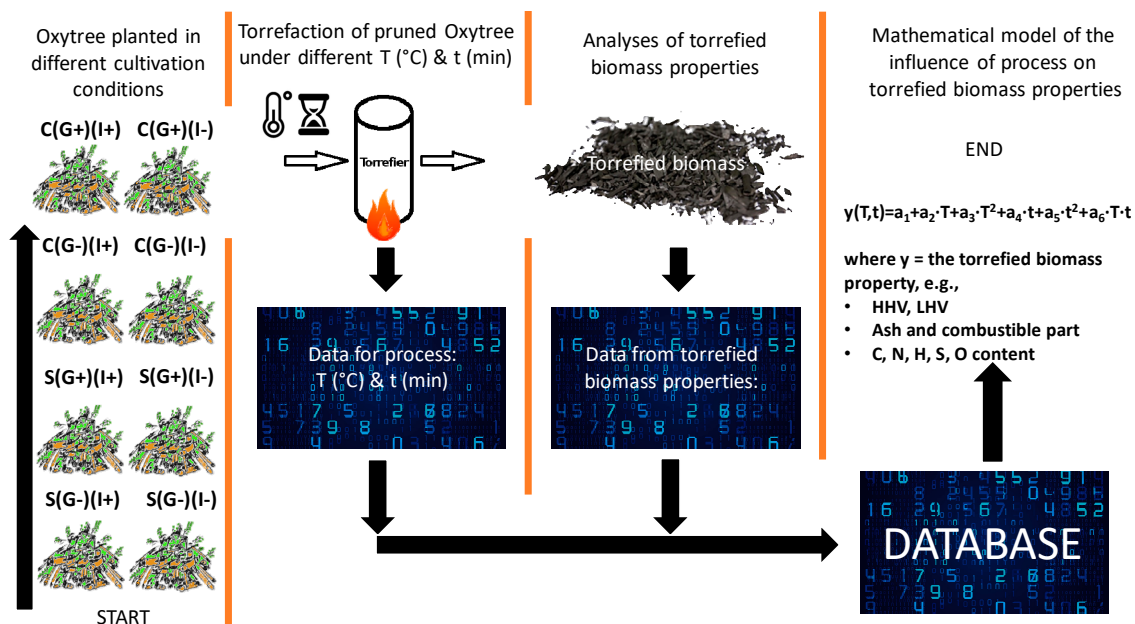 Oxytree planted in
different cultivation
conditions
C(G+)(I+) C(G+)(I-)
C(G-)(I+) C(G-)(I-)
S(G+)(I+) S(G+)(I-)
S(G-)(I+) S(G-)(I-)
START
Torrefaction of pruned Oxytree
under different T (°C) & t (min)
Torrefier
Data for process:
T (°C) & t (min)
Analyses of torrefied
biomass properties
Torrefied biomass
Data from torrefied
biomass properties:
Mathematical model of the
influence of process on
torrefied biomass properties
END
y(T,t)=a₁+a₂·T+a₃·T²+a₄·t+a₅·t²+a₆·T·t
where y = the torrefied biomass
property, e.g.,
• HHV, LHV
• Ash and combustible part
• C, N, H, S, O content
DATABASE